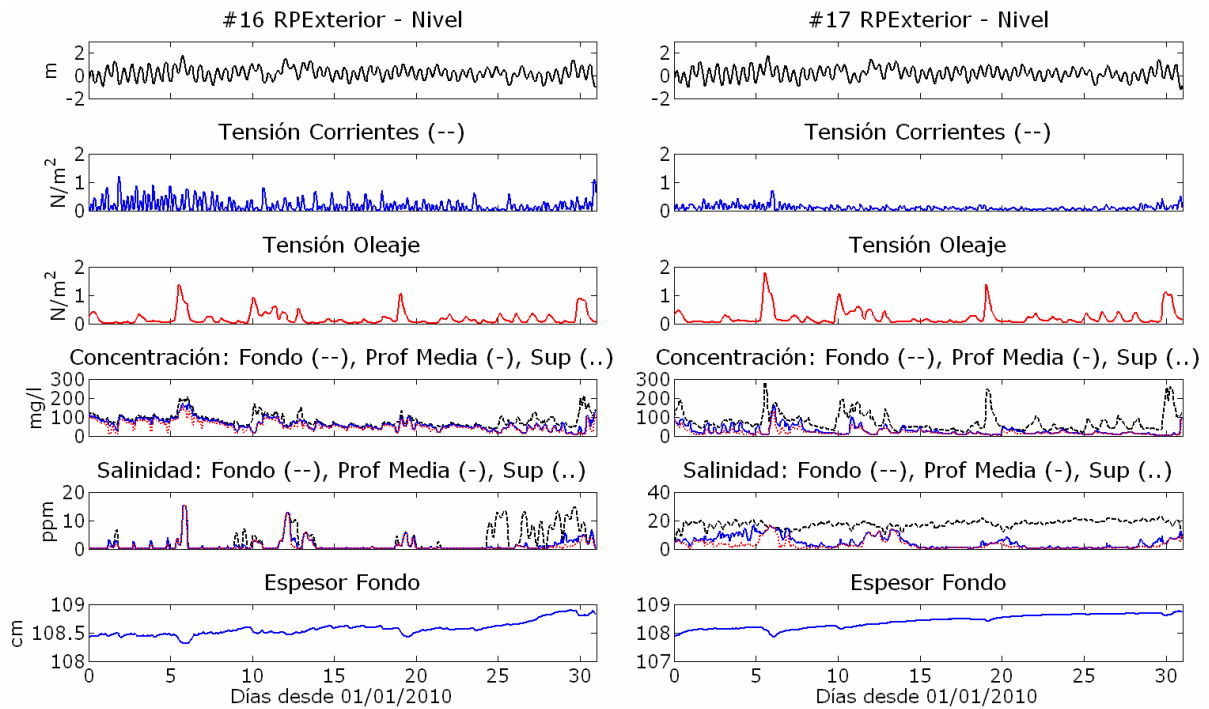 #16 RPExterior - Nivel
m
2
0
-2
Tensión Corrientes (--)
N/m²
2
1
0
Tensión Oleaje
N/m²
2
1
0
Concentración: Fondo (--), Prof Media (-), Sup (..)
mg/l
300
200
100
0
Salinidad: Fondo (--), Prof Media (-), Sup (..)
ppm
20
10
0
Espesor Fondo
cm
109
108.5
108
0 5 10 15 20 25 30
Días desde 01/01/2010
#17 RPExterior - Nivel
2
0
-2
Tensión Corrientes (--)
2
1
0
Tensión Oleaje
2
1
0
Concentración: Fondo (--), Prof Media (-), Sup (..)
300
200
100
0
Salinidad: Fondo (--), Prof Media (-), Sup (..)
40
20
0
Espesor Fondo
109
108
107
0 5 10 15 20 25 30
Días desde 01/01/2010